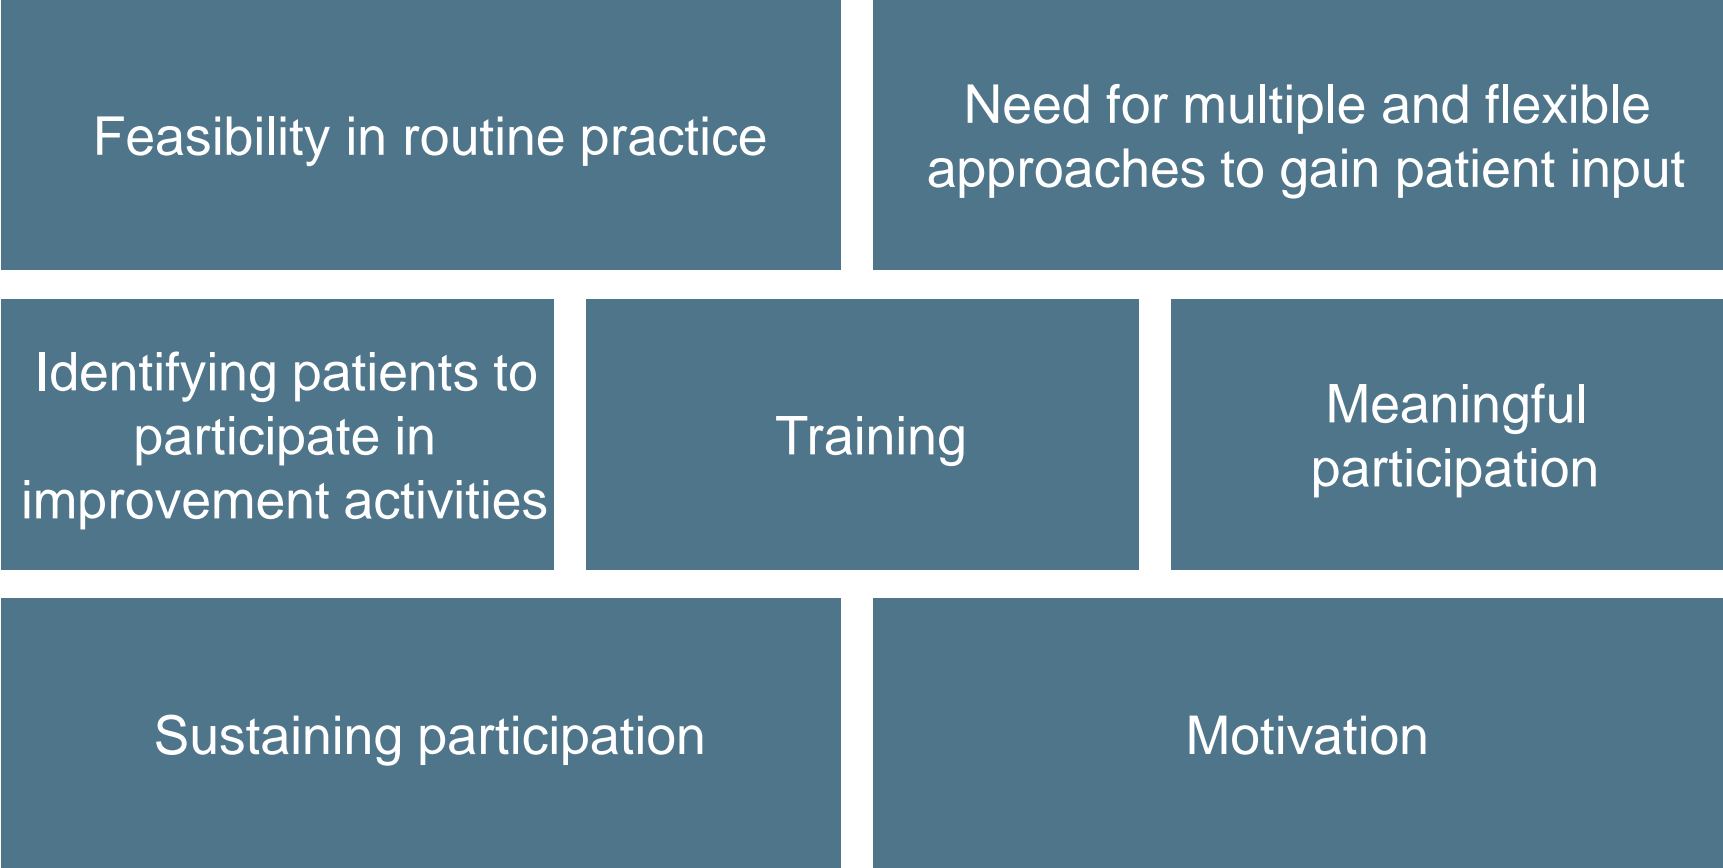 Feasibility in routine practice
Need for multiple and flexible
approaches to gain patient input
Identifying patients to
participate in
improvement activities
Training
Meaningful
participation
Sustaining participation
Motivation